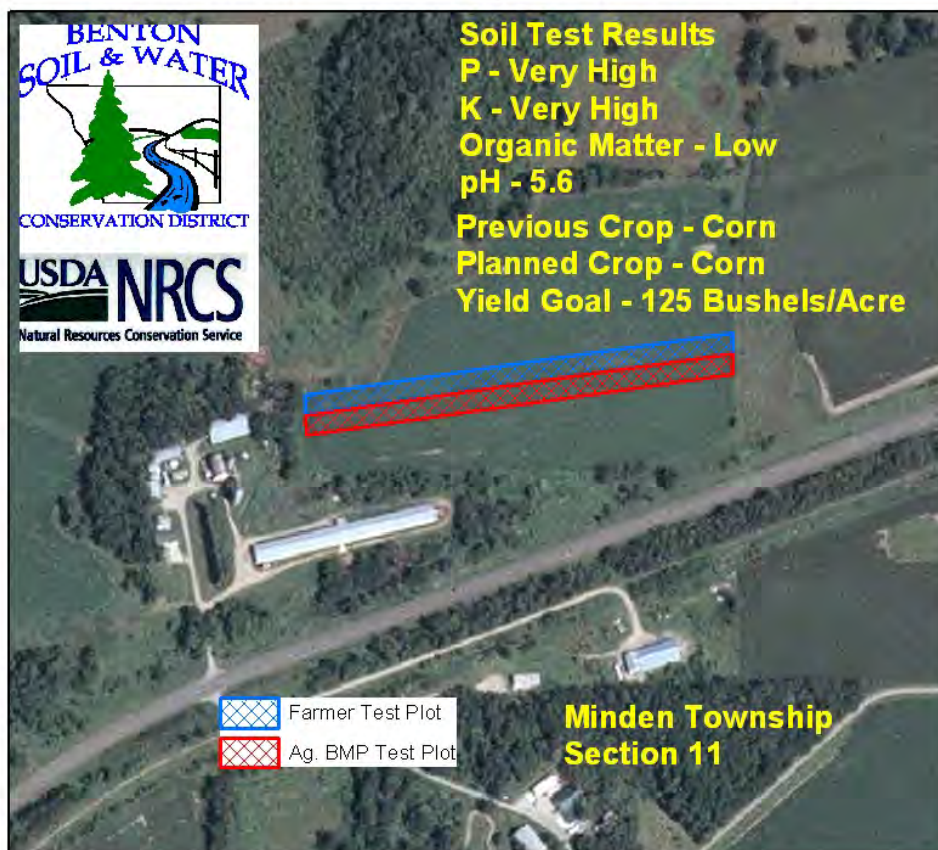 BENTON
SOIL & WATER
CONSERVATION DISTRICT
USDA NRCS
Natural Resources Conservation Service
Soil Test Results
P - Very High
K - Very High
Organic Matter - Low
pH - 5.6
Previous Crop - Corn
Planned Crop - Corn
Yield Goal - 125 Bushels/Acre
Farmer Test Plot
Ag. BMP Test Plot
Minden Township
Section 11